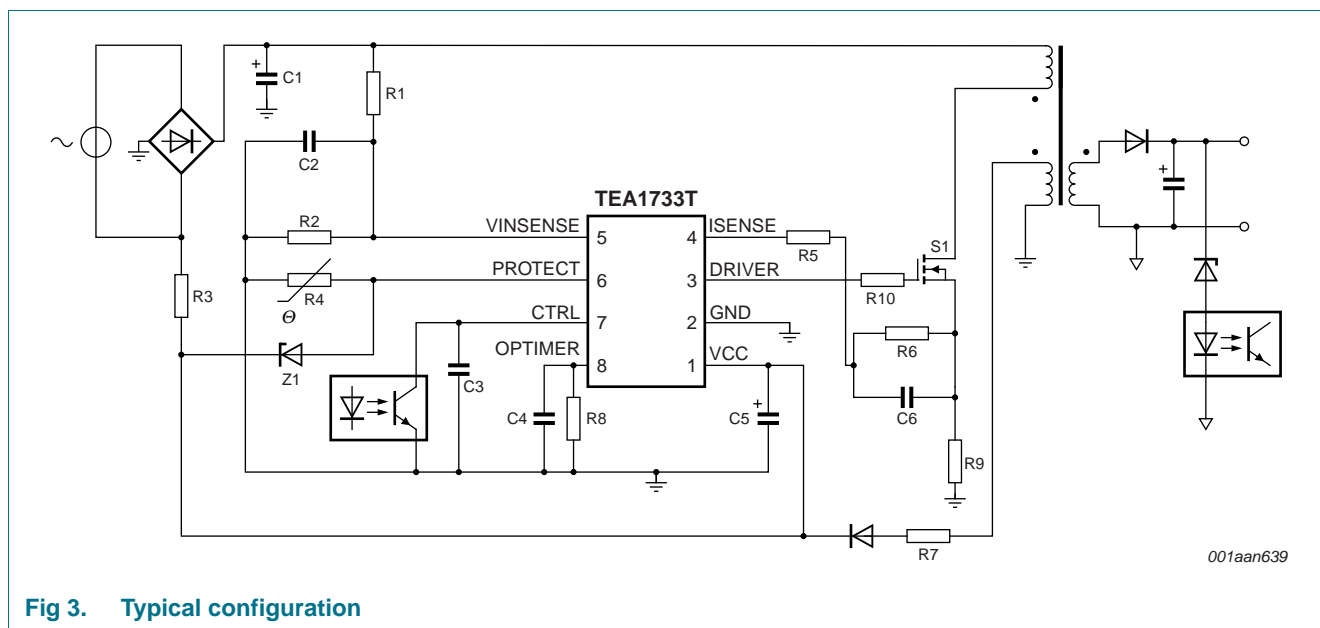 C1
R1
C2
TEA1733T
R2
VINSENSE
5
4
ISENSE
R5
S1
R3
R4
Θ
PROTECT
6
3
DRIVER
R10
CTRL
7
2
GND
Z1
OPTIMER
8
1
VCC
R6
C3
C4
R8
C5
+
C6
R9
R7
+
+
~
001aan639
Fig 3. Typical configuration